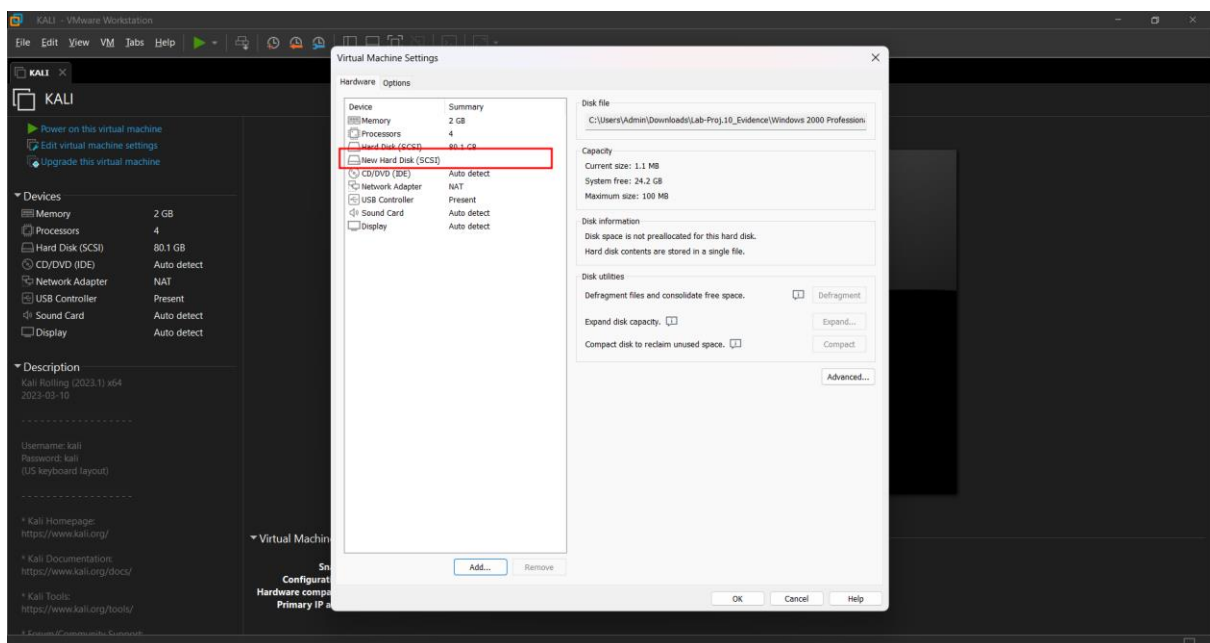 KALI - VMware Workstation
File Edit View VM Tabs Help
KALI
KALI
Power on this virtual machine
Edit virtual machine settings
Upgrade this virtual machine
Devices
Memory 2 GB
Processors 4
Hard Disk (SCSI) 80.1 GB
CD/DVD (IDE) Auto detect
Network Adapter NAT
USB Controller Present
Sound Card Auto detect
Display Auto detect
Description
Kali Rolling (2023.1) x64
2023-03-10
- - - - - - - - - - - - - - - - - -
Username: kali
Password: kali
(US keyboard layout)
- - - - - - - - - - - - - - - - - -
* Kali Homepage:
https://www.kali.org/
* Kali Documentation:
https://www.kali.org/docs/
* Kali Tools:
https://www.kali.org/tools/
* Forum/Community Support:
Virtual Machin
Sn
Configurat
Hardware compa
Primary IP a
Virtual Machine Settings
Hardware Options
Device Summary
Memory 2 GB
Processors 4
Hard Disk (SCSI) 80.1 GB
New Hard Disk (SCSI)
CD/DVD (IDE) Auto detect
Network Adapter NAT
USB Controller Present
Sound Card Auto detect
Display Auto detect
Add... Remove
Disk file
C:\Users\Admin\Downloads\Lab-Proj.10_Evidence\Windows 2000 Profession
Capacity
Current size: 1.1 MB
System free: 24.2 GB
Maximum size: 100 MB
Disk information
Disk space is not preallocated for this hard disk.
Hard disk contents are stored in a single file.
Disk utilities
Defragment files and consolidate free space. Defragment
Expand disk capacity. Expand...
Compact disk to reclaim unused space. Compact
Advanced...
OK Cancel Help